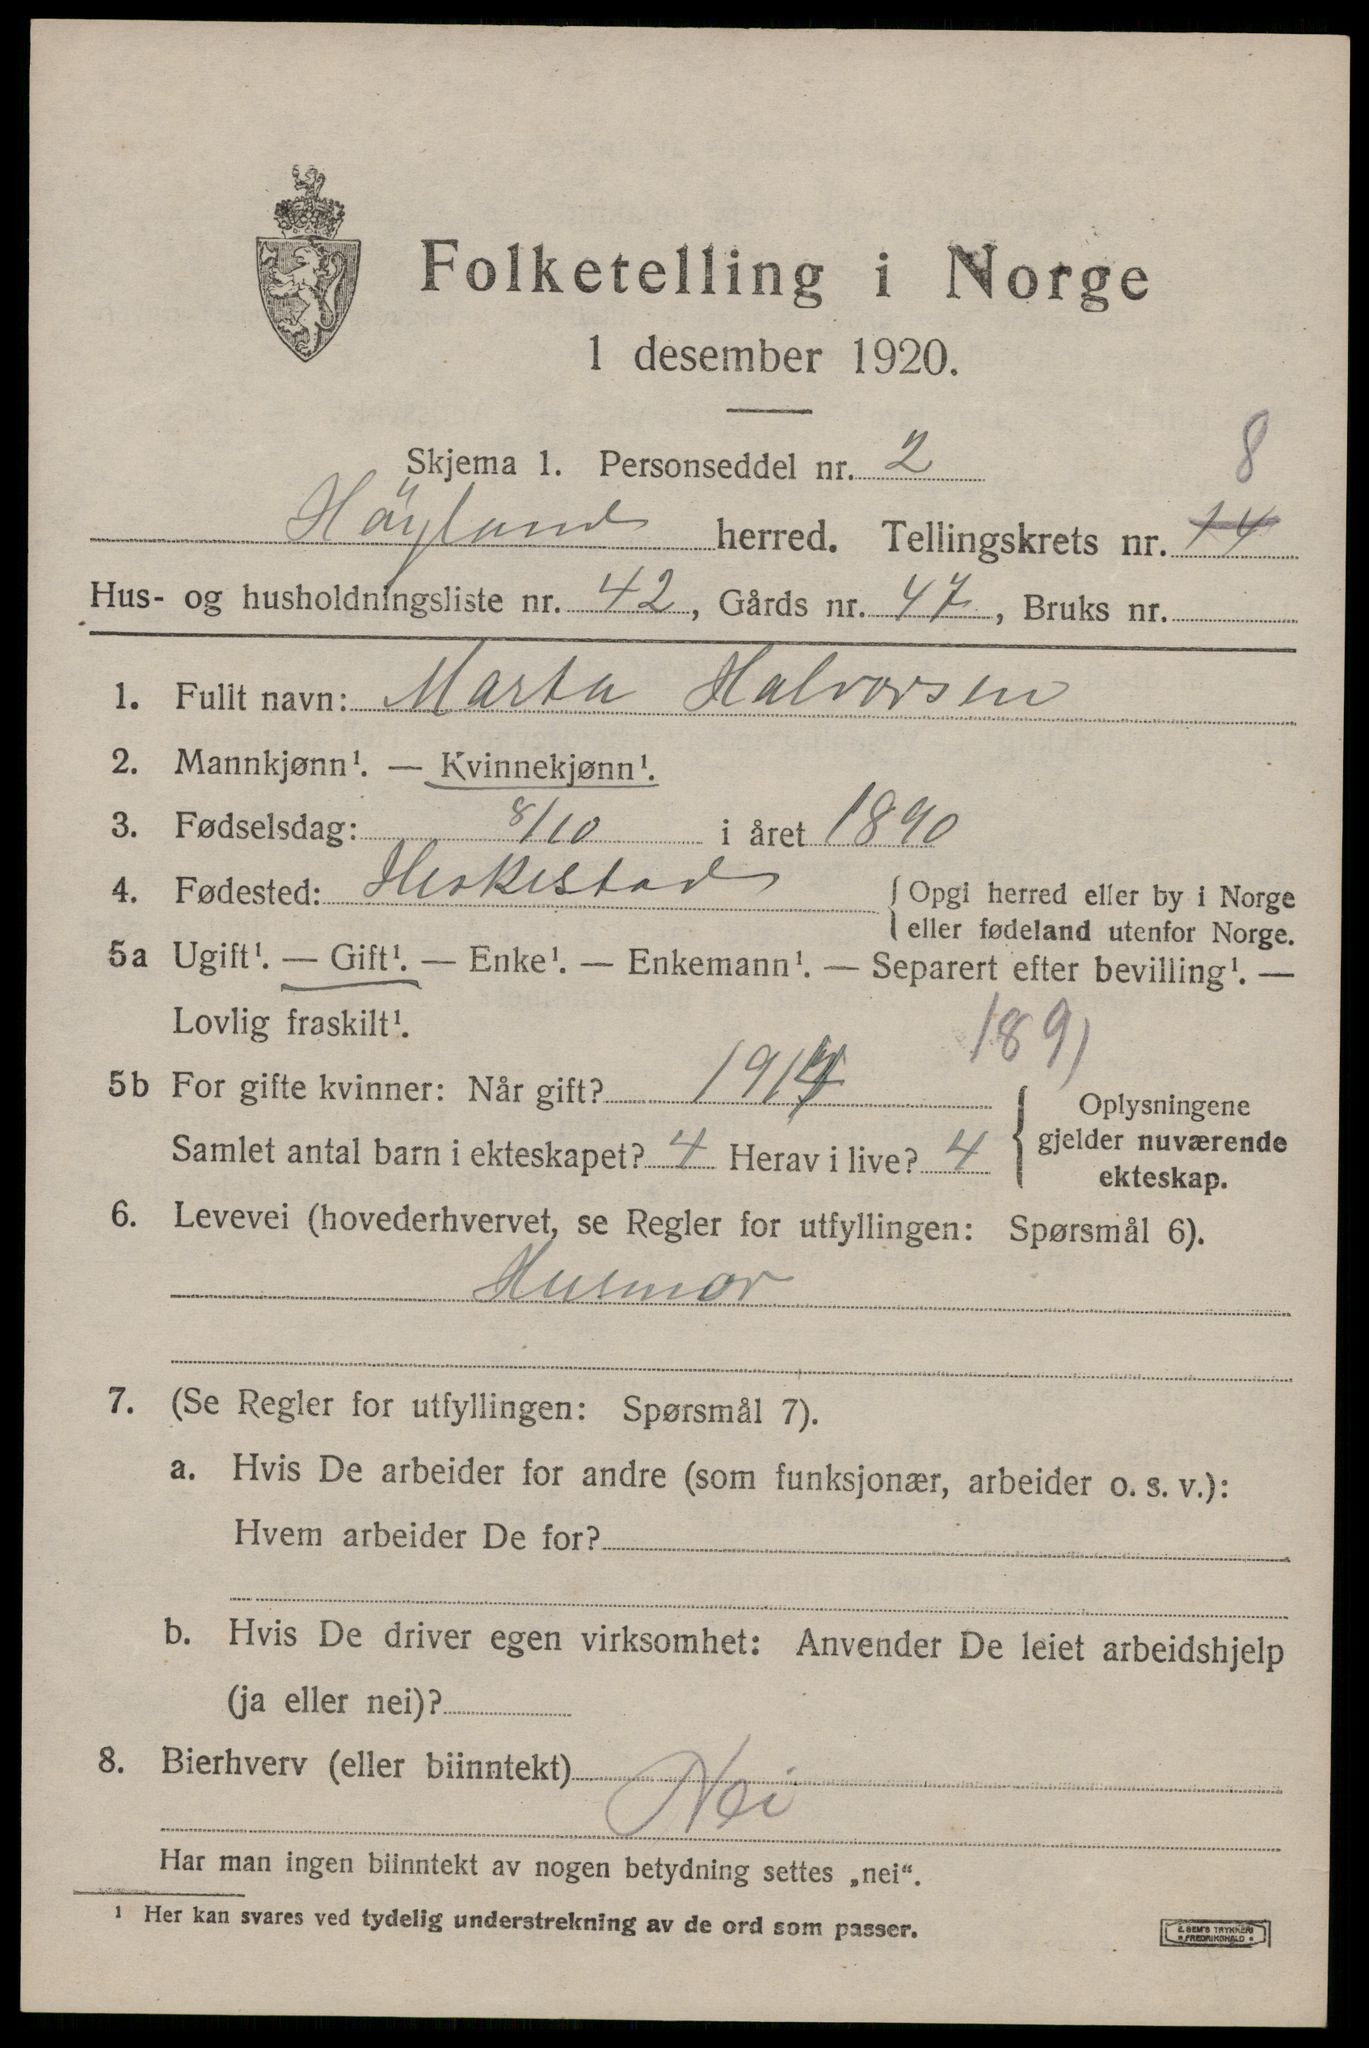 Folketelling i Norge
1 desember 1920.
8
Skjema 1. Personseddel nr. 2
Höyland herred. Tellingskrets nr. 14
Hus- og husholdningsliste nr. 42, Gårds nr. 47, Bruks nr.
1. Fullt navn: Marta Halvorsen
2. Mannkjønn¹. — Kvinnekjønn¹.
3. Fødselsdag: 8/10 i året 1890
4. Fødested: Heskestad {Opgi herred eller by i Norge
eller fødeland utenfor Norge.
5a Ugift¹. — Gift¹. — Enke¹. — Enkemann¹. — Separert efter bevilling¹. —
Lovlig fraskilt¹.
1891
5b For gifte kvinner: Når gift? 1914 { Oplysningene
gjelder nuværende
ekteskap.
Samlet antal barn i ekteskapet? 4 Herav i live? 4
6. Levevei (hovederhvervet, se Regler for utfyllingen: Spørsmål 6).
Husmor
7. (Se Regler for utfyllingen: Spørsmål 7).
a. Hvis De arbeider for andre (som funksjonær, arbeider o. s. v.):
Hvem arbeider De for?
b. Hvis De driver egen virksomhet: Anvender De leiet arbeidshjelp
(ja eller nei)?
8. Bierhverv (eller biinntekt) Nei
Har man ingen biinntekt av nogen betydning settes „nei“.
¹ Her kan svares ved tydelig understrekning av de ord som passer.
E. SEM'S TRYKKERI
* FREDRIKSHALD *